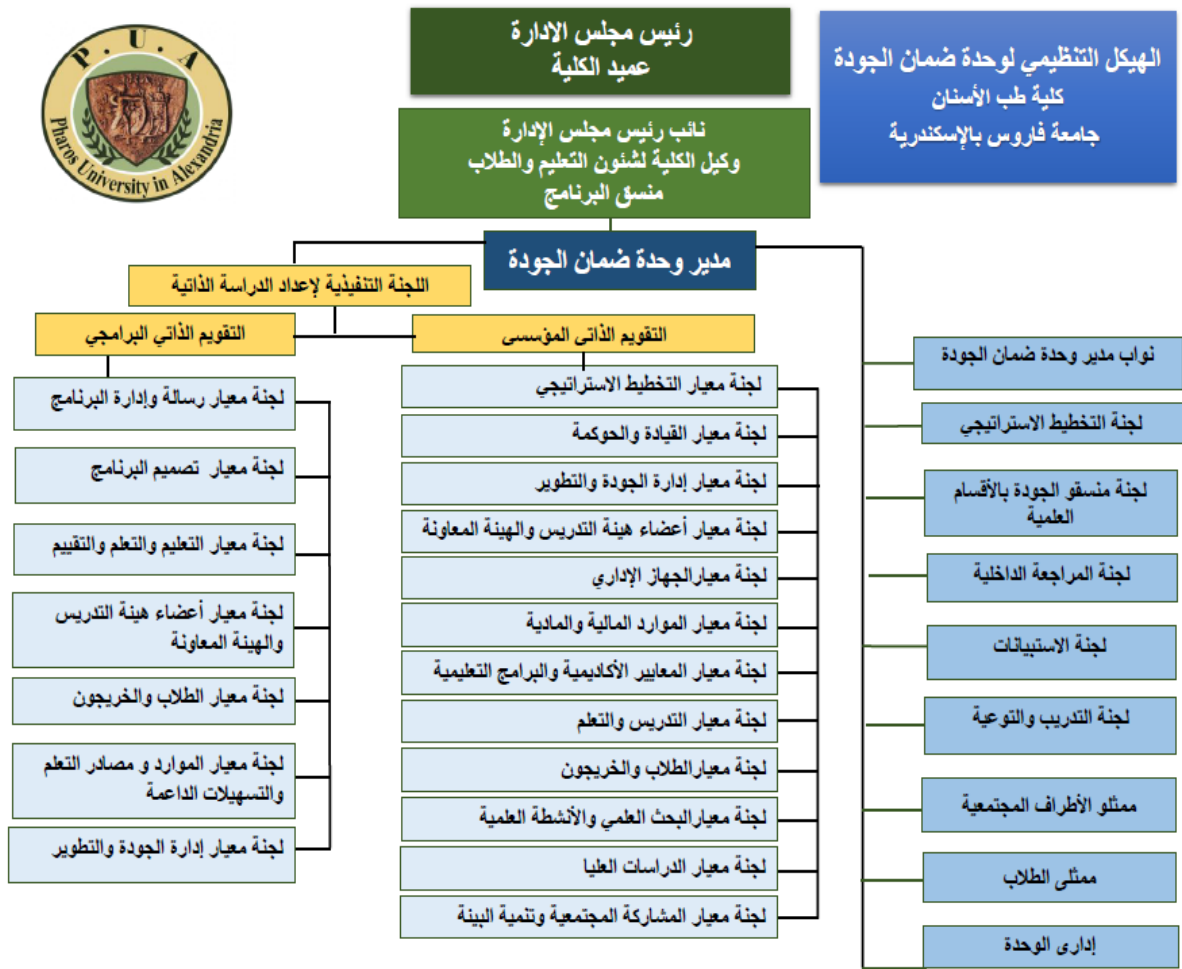 P.U.A
Pharos University in Alexandria
رئيس مجلس الادارة
عميد الكلية
الهيكل التنظيمي لوحدة ضمان الجودة
كلية طب الأسنان
جامعة فاروس بالإسكندرية
نائب رئيس مجلس الإدارة
وكيل الكلية لشئون التعليم والطلاب
منسق البرنامج
مدير وحدة ضمان الجودة
اللجنة التنفيذية لإعداد الدراسة الذاتية
نواب مدير وحدة ضمان الجودة
لجنة التخطيط الاستراتيجي
لجنة منسقو الجودة بالأقسام
العلمية
لجنة المراجعة الداخلية
لجنة الاستبيانات
لجنة التدريب والتوعية
ممثلو الأطراف المجتمعية
ممثلى الطلاب
إدارى الوحدة
التقويم الذاتى المؤسسى
لجنة معيار التخطيط الاستراتيجي
لجنة معيار القيادة والحوكمة
لجنة معيار إدارة الجودة والتطوير
لجنة معيار أعضاء هيئة التدريس والهيئة المعاونة
لجنة معيارالجهاز الإداري
لجنة معيار الموارد المالية والمادية
لجنة معيار المعايير الأكاديمية والبرامج التعليمية
لجنة معيار التدريس والتعلم
لجنة معيارالطلاب والخريجون
لجنة معيارالبحث العلمي والأنشطة العلمية
لجنة معيار الدراسات العليا
لجنة معيار المشاركة المجتمعية وتنمية البيئة
التقويم الذاتي البرامجي
لجنة معيار رسالة وإدارة البرنامج
لجنة معيار تصميم البرنامج
لجنة معيار التعليم والتعلم والتقييم
لجنة معيار أعضاء هيئة التدريس
والهيئة المعاونة
لجنة معيار الطلاب والخريجون
لجنة معيار الموارد و مصادر التعلم
والتسهيلات الداعمة
لجنة معيار إدارة الجودة والتطوير